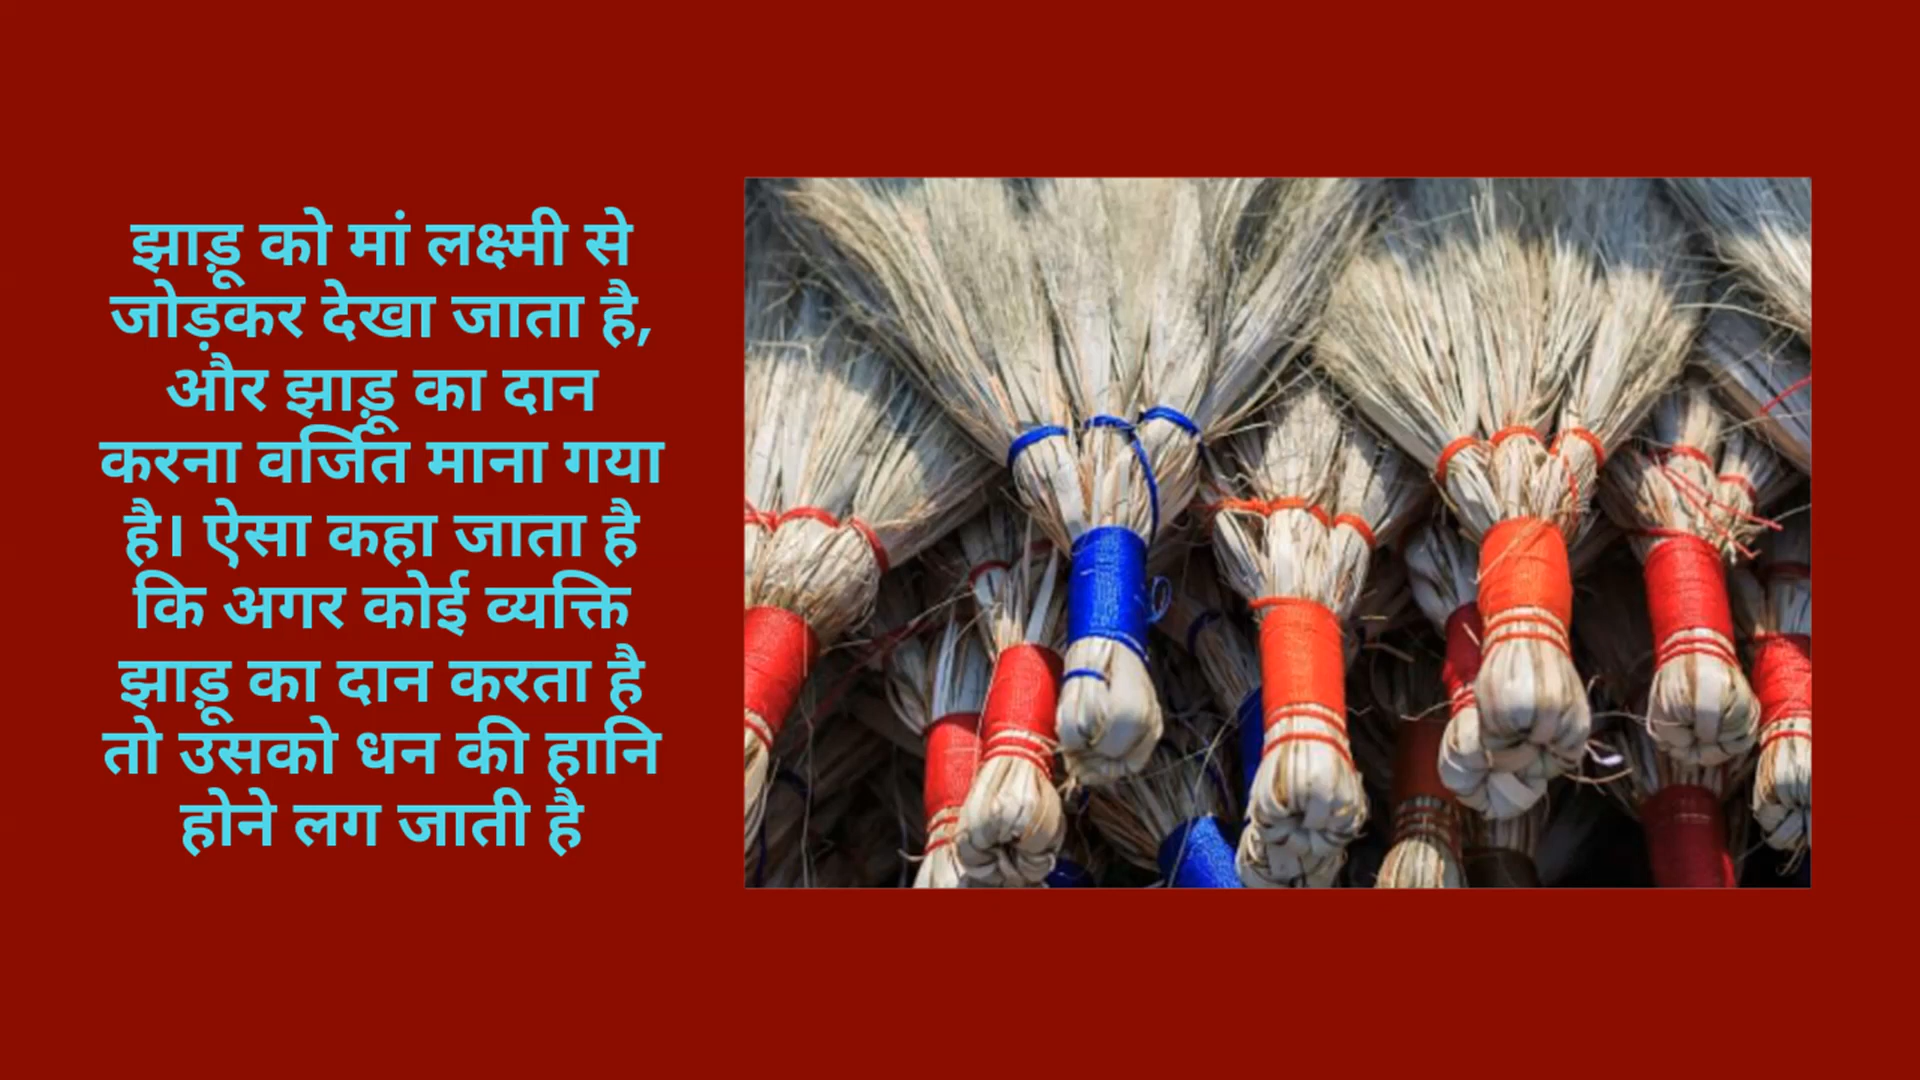 झाड़ू को मां लक्ष्मी से
जोड़कर देखा जाता है,
और झाड़ू का दान
करना वर्जित माना गया
है। ऐसा कहा जाता है
कि अगर कोई व्यक्ति
झाड़ू का दान करता है
तो उसको धन की हानि
होने लग जाती है